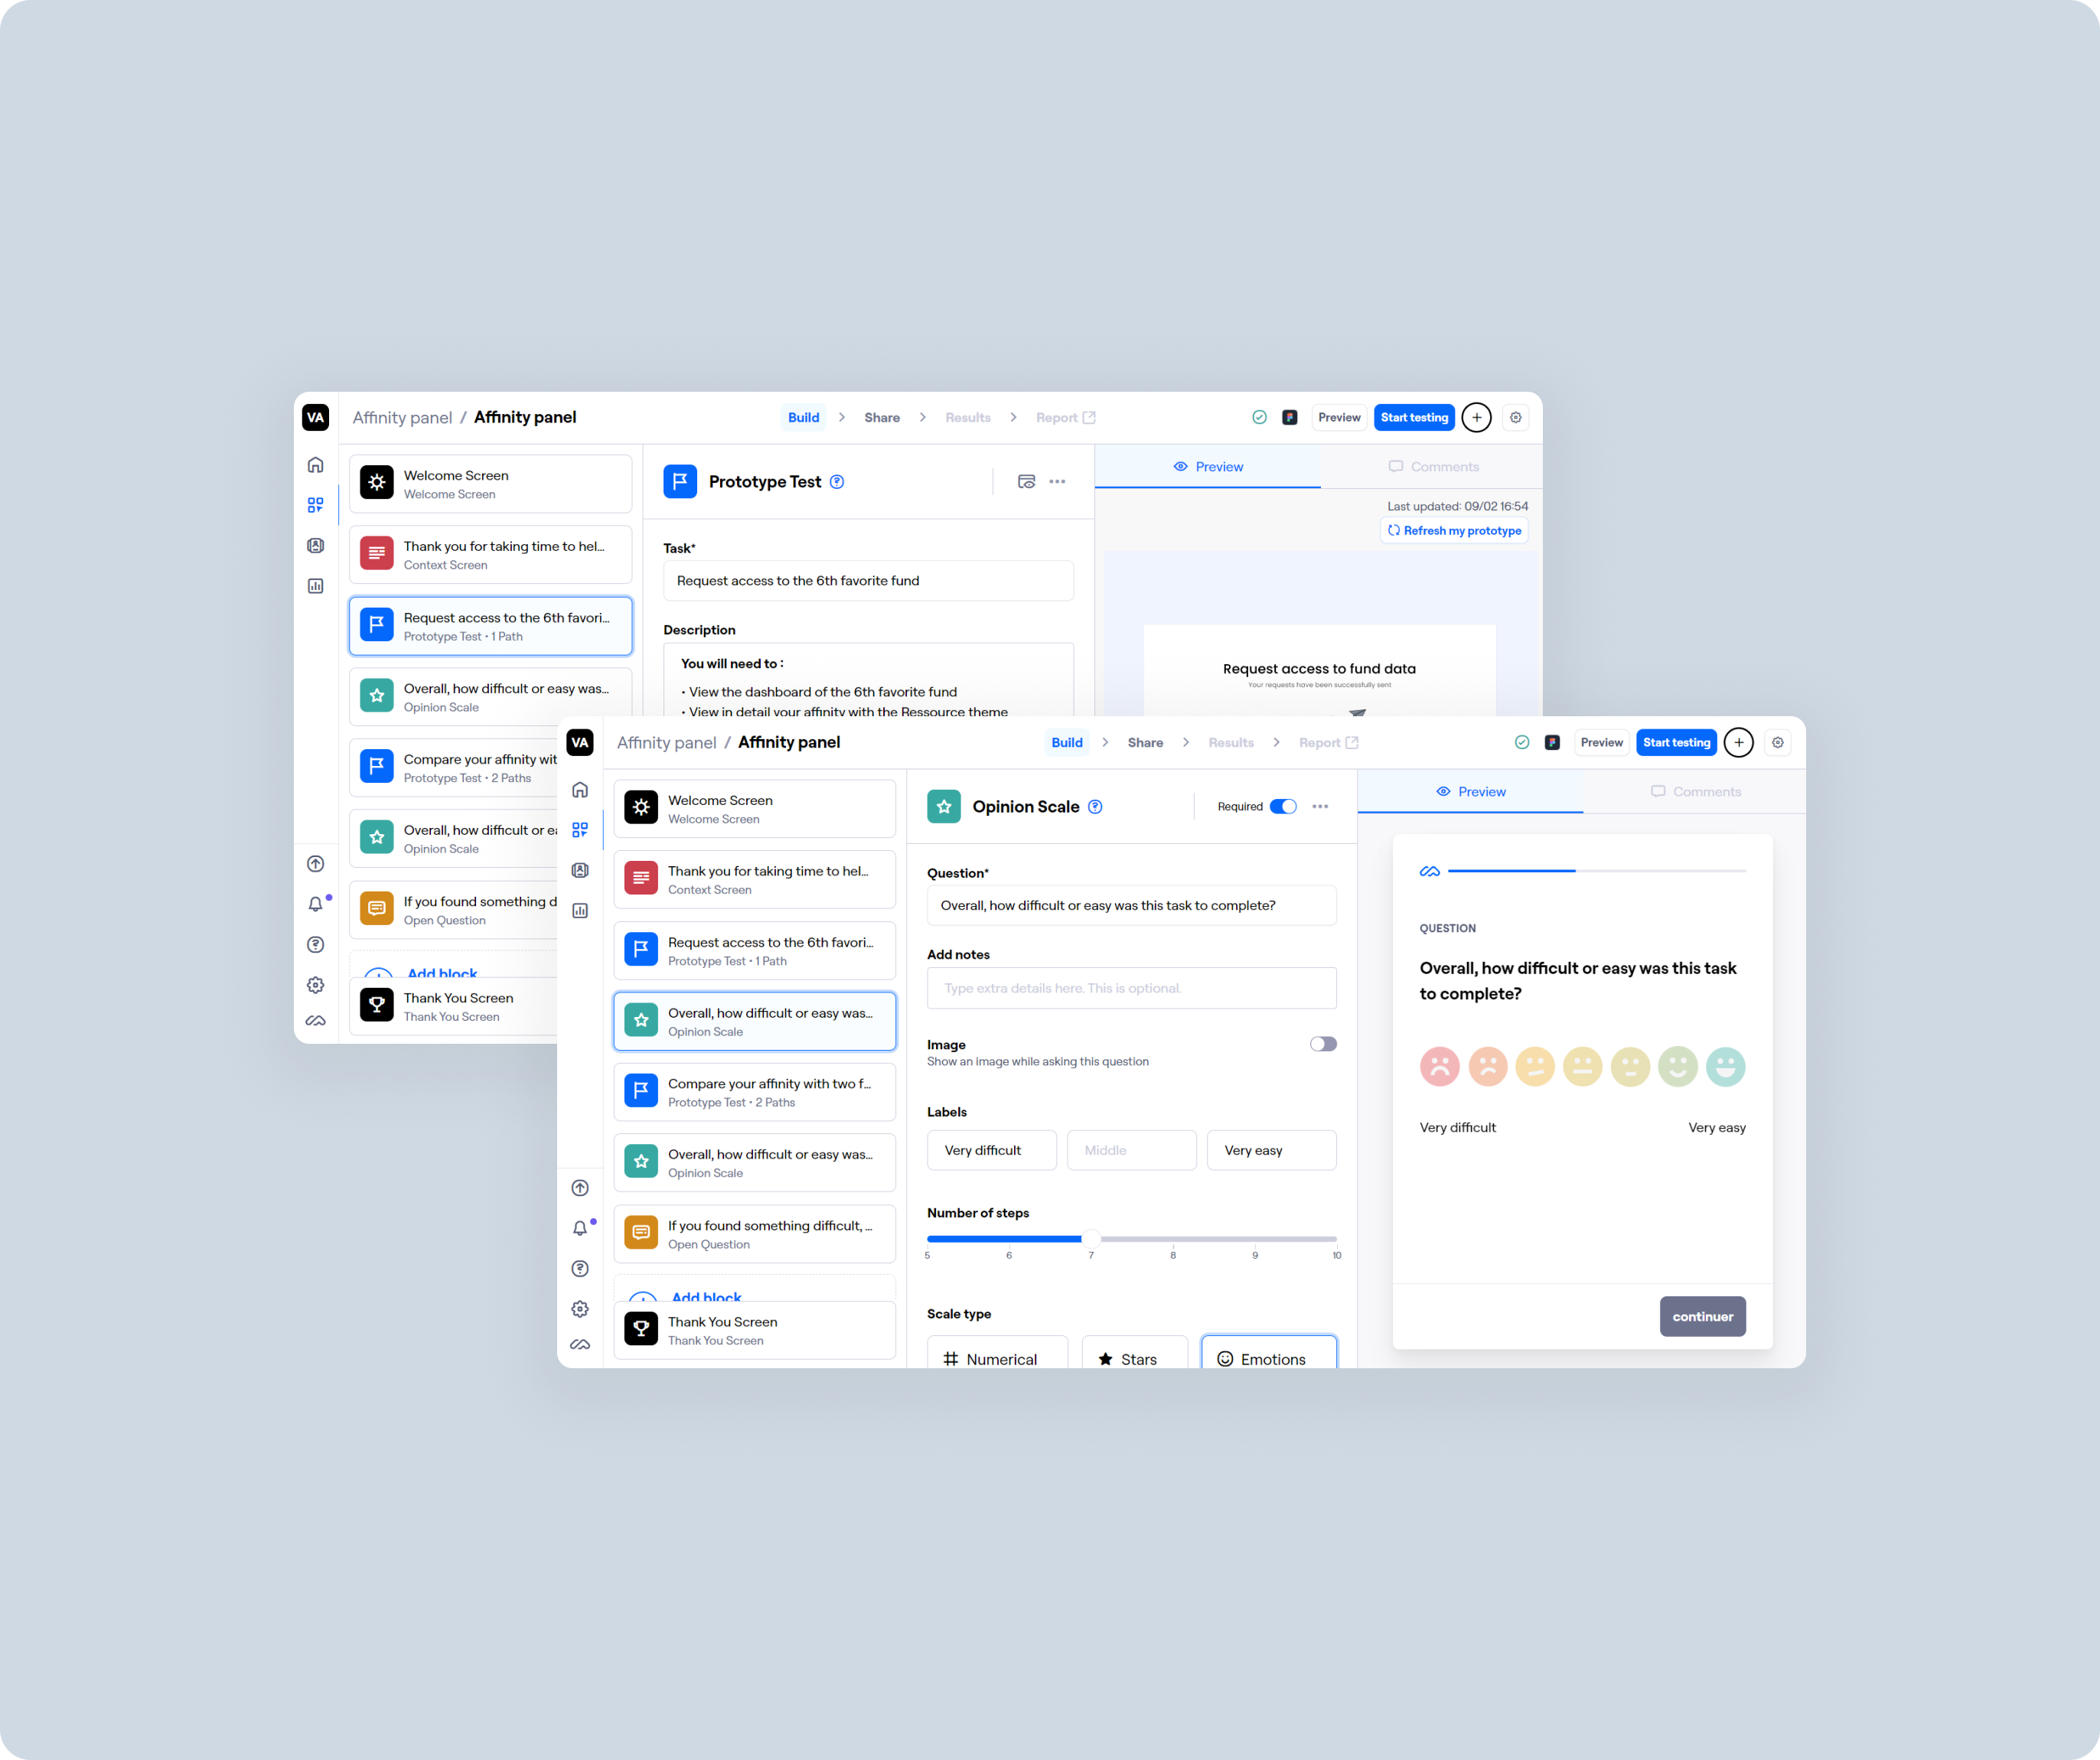 VA
Affinity panel / Affinity panel
Build
Share
Results
Report
Preview
Start testing
Welcome Screen
Welcome Screen
Thank you for taking time to hel...
Context Screen
Request access to the 6th favori...
Prototype Test • 1 Path
Overall, how difficult or easy was...
Opinion Scale
Compare your affinity wit
Prototype Test • 2 Paths
Overall, how difficult or ea
Opinion Scale
If you found something d
Open Question
Add block
Thank You Screen
Thank You Screen
Prototype Test
Task*
Request access to the 6th favorite fund
Description
You will need to :
• View the dashboard of the 6th favorite fund
• View in detail your affinity with the Ressource theme
Preview
Comments
Last updated: 09/02 16:54
Refresh my prototype
Request access to fund data
Your requests have been successfully sent
VA
Affinity panel / Affinity panel
Build
Share
Results
Report
Preview
Start testing
Welcome Screen
Welcome Screen
Thank you for taking time to hel...
Context Screen
Request access to the 6th favori...
Prototype Test • 1 Path
Overall, how difficult or easy was...
Opinion Scale
Compare your affinity with two f...
Prototype Test • 2 Paths
Overall, how difficult or easy was...
Opinion Scale
If you found something difficult, ...
Open Question
Add block
Thank You Screen
Thank You Screen
Opinion Scale
Required
Question*
Overall, how difficult or easy was this task to complete?
Add notes
Type extra details here. This is optional.
Image
Show an image while asking this question
Labels
Very difficult
Middle
Very easy
Number of steps
5 6 7 8 9 10
Scale type
Numerical
Stars
Emotions
Preview
Comments
QUESTION
Overall, how difficult or easy was this task
to complete?
Very difficult
Very easy
continuer